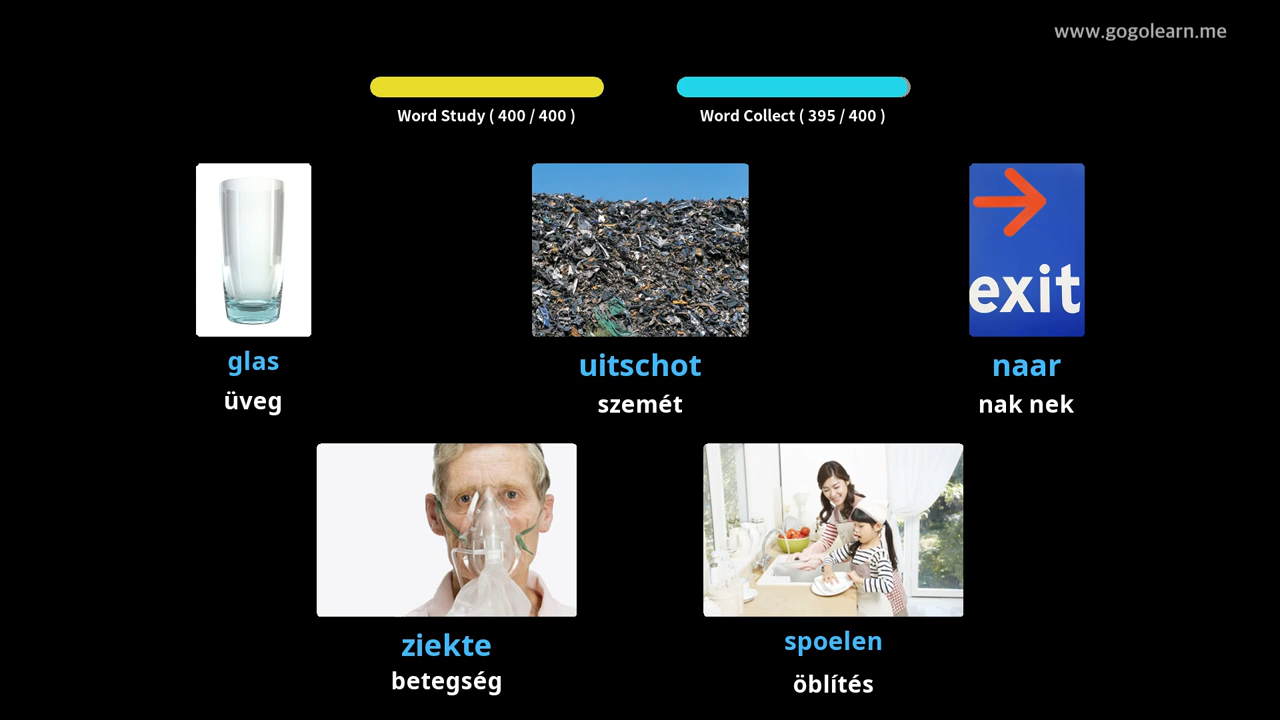 www.gogolearn.me
Word Study ( 400 / 400 )
Word Collect ( 395 / 400 )
exit
glas
üveg
uitschot
szemét
naar
nak nek
ziekte
betegség
spoelen
öblítés